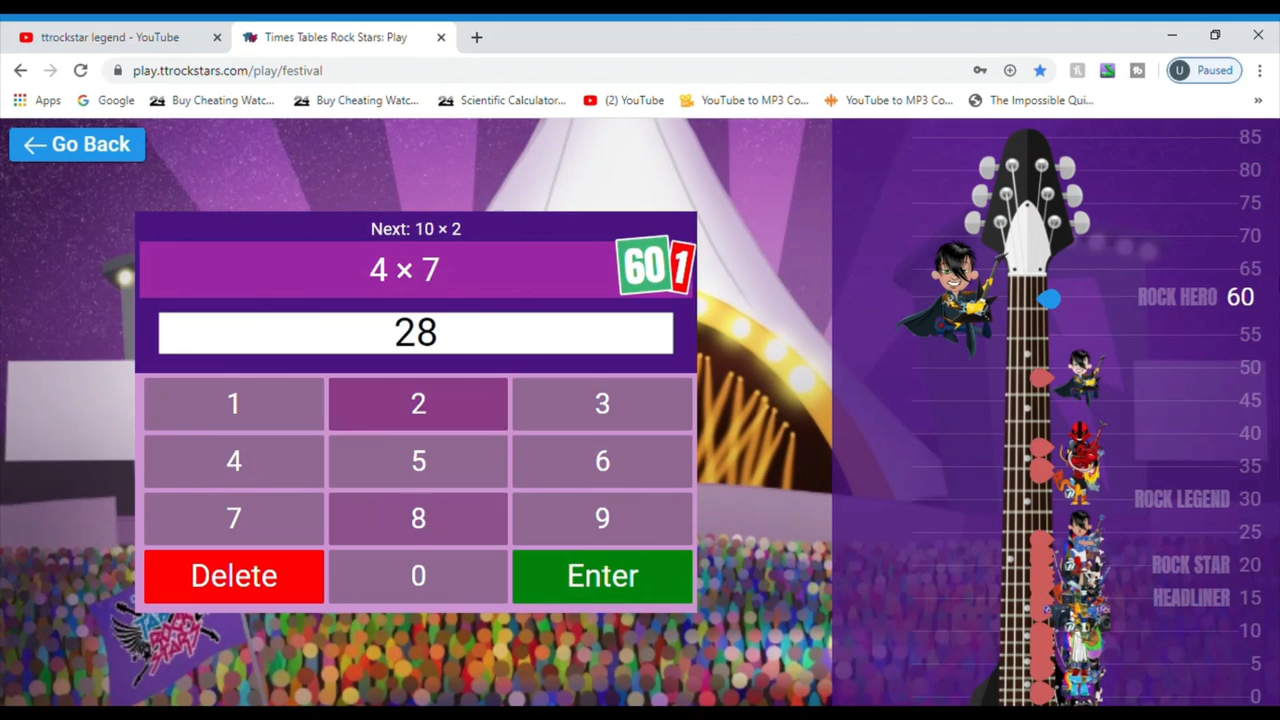 ttrockstar legend - YouTube
Times Tables Rock Stars: Play
play.ttrockstars.com/play/festival
U Paused
Apps
Google
24 Buy Cheating Watc...
24 Buy Cheating Watc...
24 Scientific Calculator...
(2) YouTube
YouTube to MP3 Co...
YouTube to MP3 Co...
The Impossible Qui...
»
← Go Back
Next: 10 × 2
4 × 7
60 1
28
1 2 3
4 5 6
7 8 9
Delete 0 Enter
85
80
75
70
65
ROCK HERO 60
55
50
45
40
35
ROCK LEGEND 30
25
ROCK STAR 20
HEADLINER 15
10
5
0